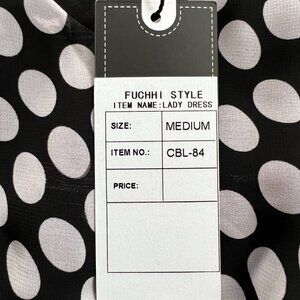 FUCHHI STYLE
ITEM NAME:LADY DRESS
SIZE: MEDIUM
ITEM NO.: CBL-84
PRICE: